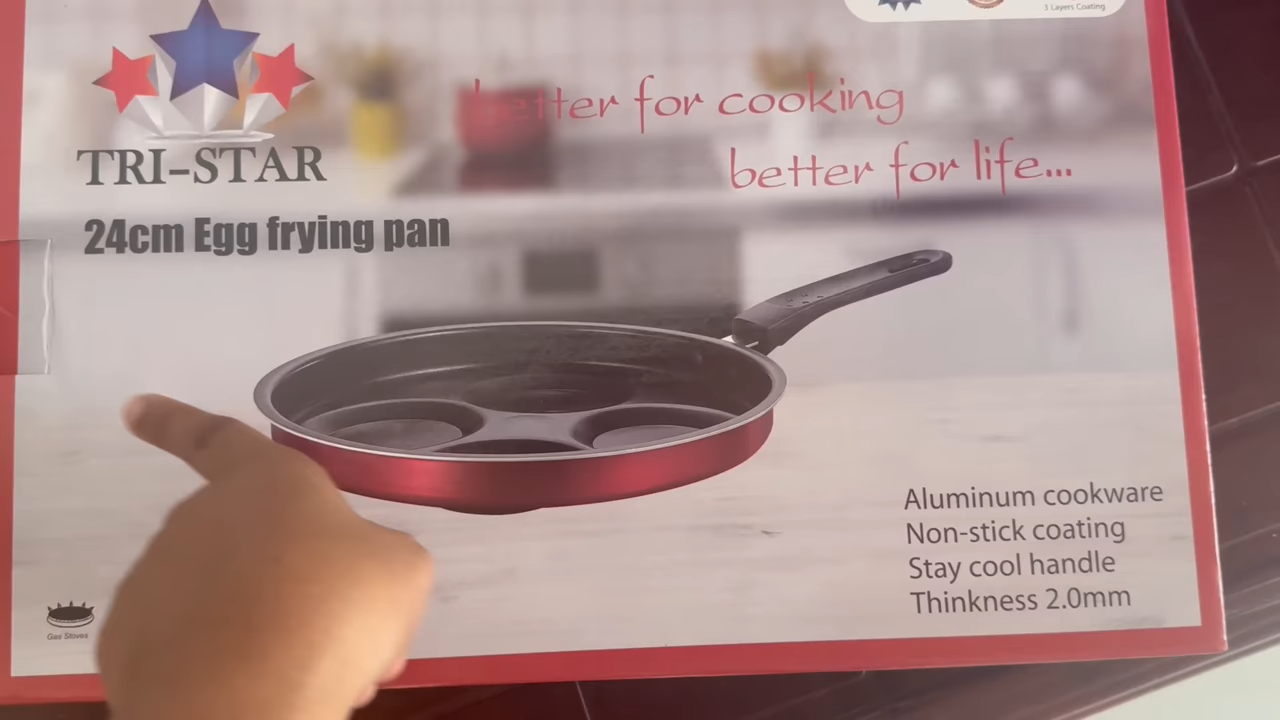 3 Layers Coating
better for cooking
better for life...
TRI-STAR
24cm Egg frying pan
Aluminum cookware
Non-stick coating
Stay cool handle
Thinkness 2.0mm
Gas Stoves